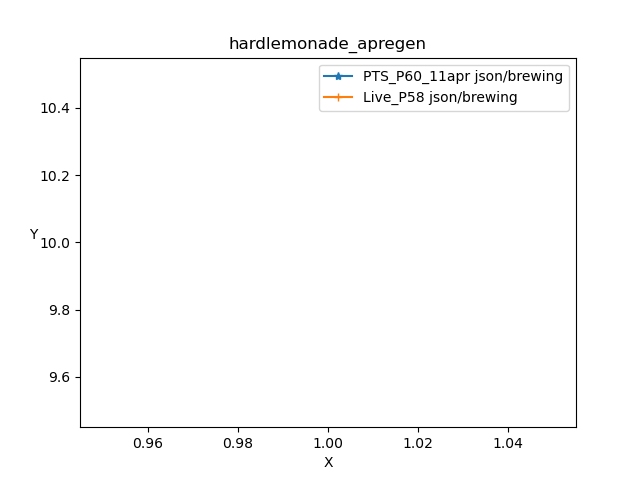 hardlemonade_apregen
PTS_P60_11apr json/brewing
Live_P58 json/brewing
10.4
10.2
Y
10.0
9.8
9.6
0.96 0.98 1.00 1.02 1.04
X